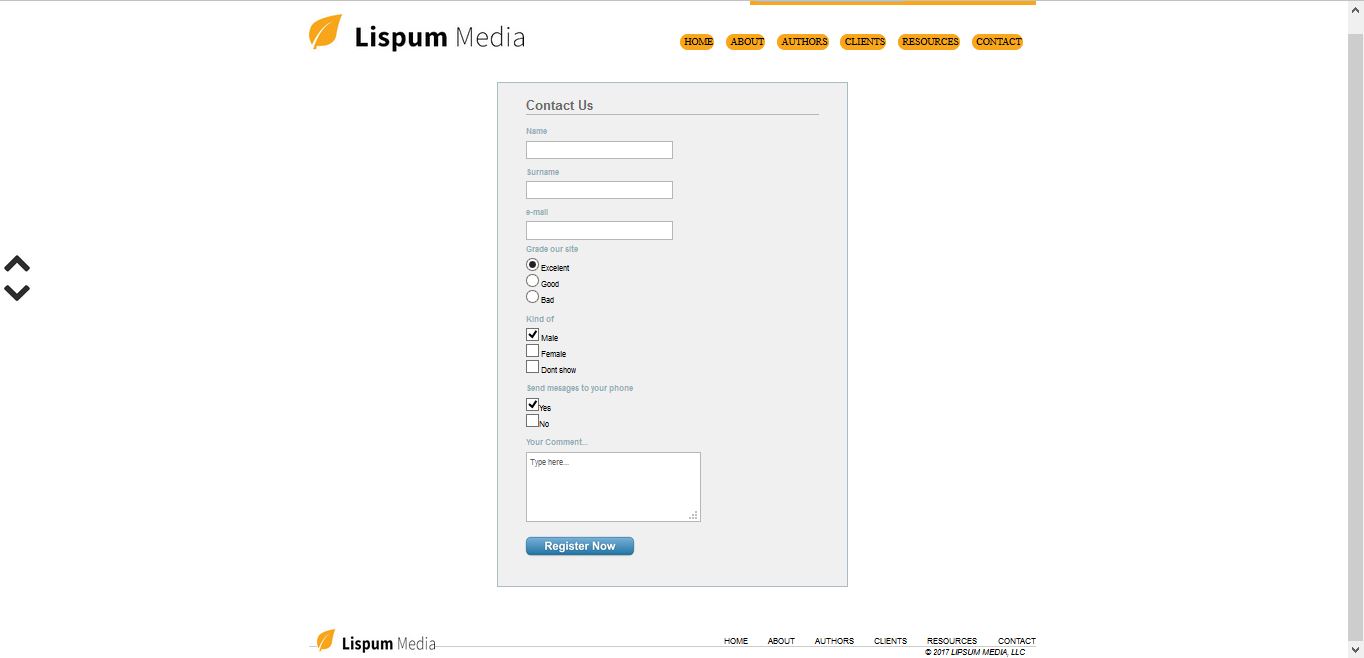 Lispum Media
HOME ABOUT AUTHORS CLIENTS RESOURCES CONTACT
Contact Us
Name
Surname
e-mail
Grade our site
Excelent
Good
Bad
Kind of
Male
Female
Dont show
Send mesages to your phone
Yes
No
Your Comment...
Type here...
Register Now
Lispum Media
HOME ABOUT AUTHORS CLIENTS RESOURCES CONTACT
© 2017 LIPSUM MEDIA, LLC